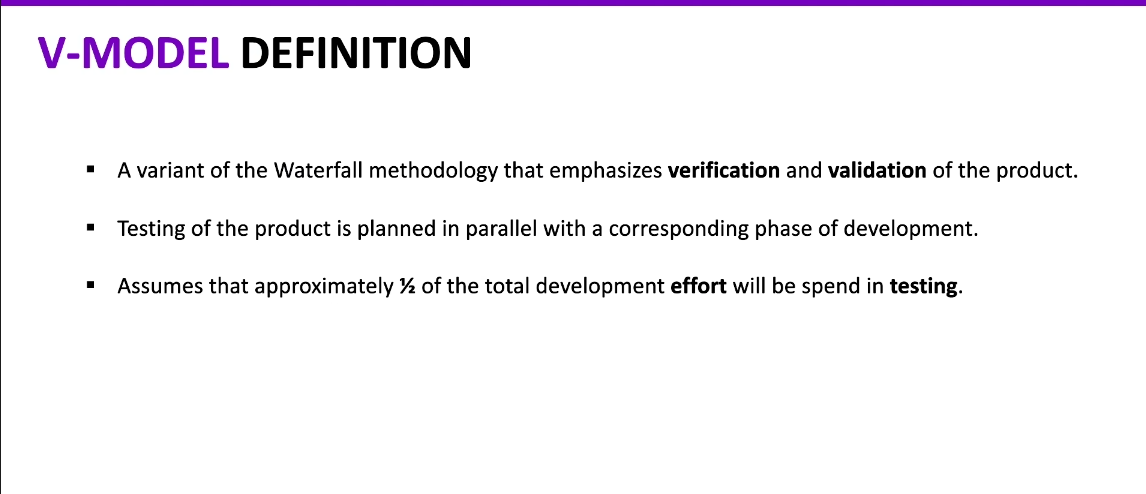 V-MODEL DEFINITION
▪ A variant of the Waterfall methodology that emphasizes verification and validation of the product.
▪ Testing of the product is planned in parallel with a corresponding phase of development.
▪ Assumes that approximately ½ of the total development effort will be spend in testing.